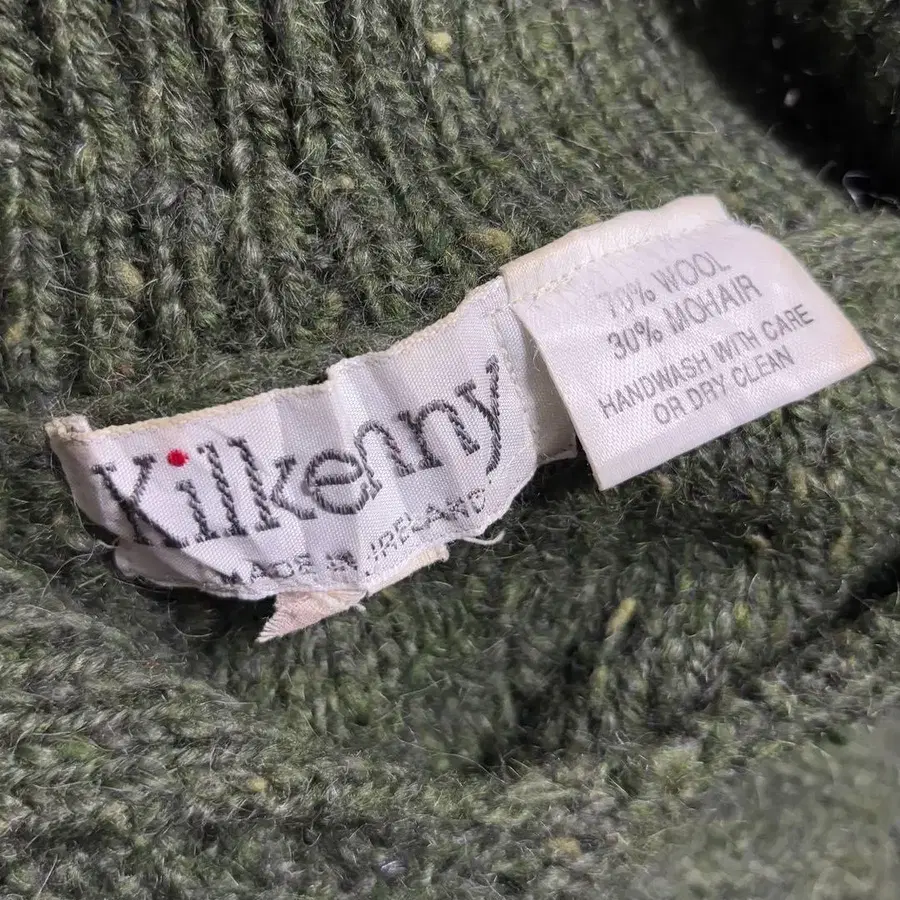 Kilkenny
MADE IN IRELAND
70% WOOL
30% MOHAIR
HANDWASH WITH CARE
OR DRY CLEAN